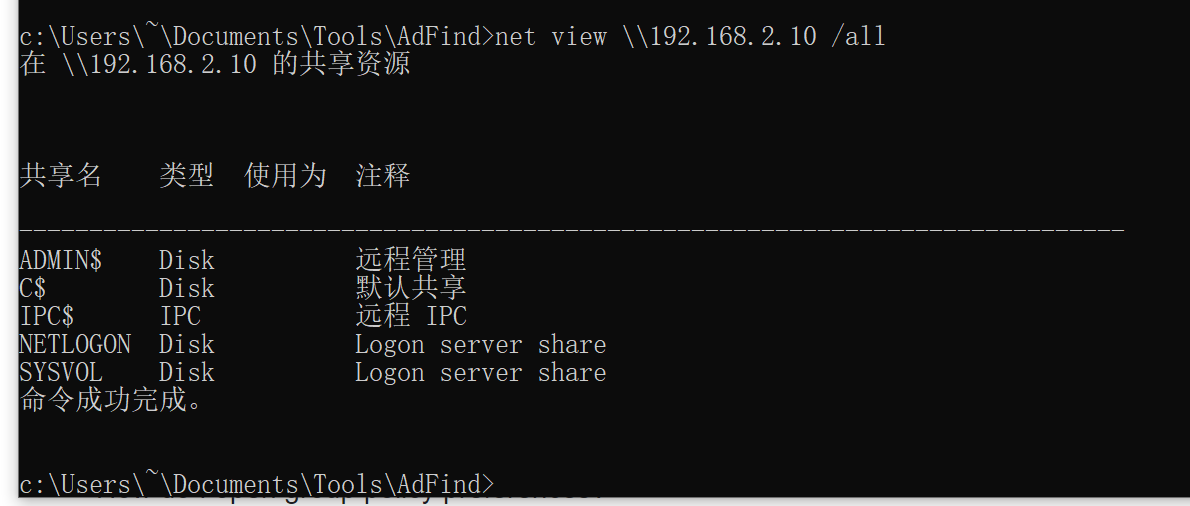 c:\Users\~\Documents\Tools\AdFind>net view \\192.168.2.10 /all
在 \\192.168.2.10 的共享资源
共享名 类型 使用为 注释
-------------------------------------------------------------------------------
ADMIN$ Disk 远程管理
C$ Disk 默认共享
IPC$ IPC 远程 IPC
NETLOGON Disk Logon server share
SYSVOL Disk Logon server share
命令成功完成。
c:\Users\~\Documents\Tools\AdFind>